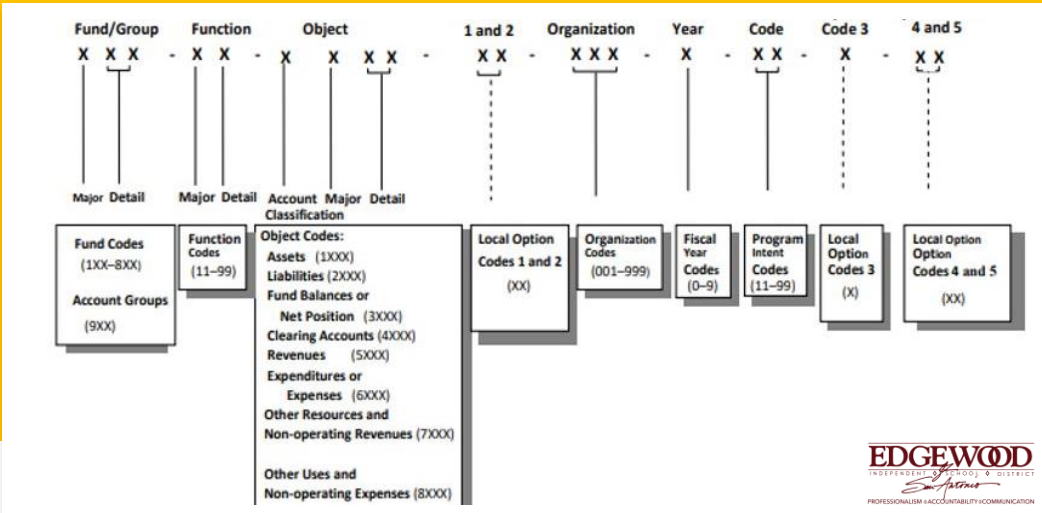 Fund/Group Function Object 1 and 2 Organization Year Code Code 3 4 and 5
X X X - X X - X X X X - X X - X X X - X - X X - X - X X
Major Detail Major Detail Account Major Detail
Classification
Fund Codes
(1XX–8XX)
Account Groups
(9XX)
Function
Codes
(11–99)
Object Codes:
Assets (1XXX)
Liabilities (2XXX)
Fund Balances or
Net Position (3XXX)
Clearing Accounts (4XXX)
Revenues (5XXX)
Expenditures or
Expenses (6XXX)
Other Resources and
Non-operating Revenues (7XXX)
Other Uses and
Non-operating Expenses (8XXX)
Local Option
Codes 1 and 2
(XX)
Organization
Codes
(001–999)
Fiscal
Year
Codes
(0–9)
Program
Intent
Codes
(11–99)
Local
Option
Codes 3
(X)
Local Option
Option
Codes 4 and 5
(XX)
EDGEWOOD
INDEPENDENT SCHOOL DISTRICT
of San Antonio
PROFESSIONALISM ACCOUNTABILITY COMMUNICATION